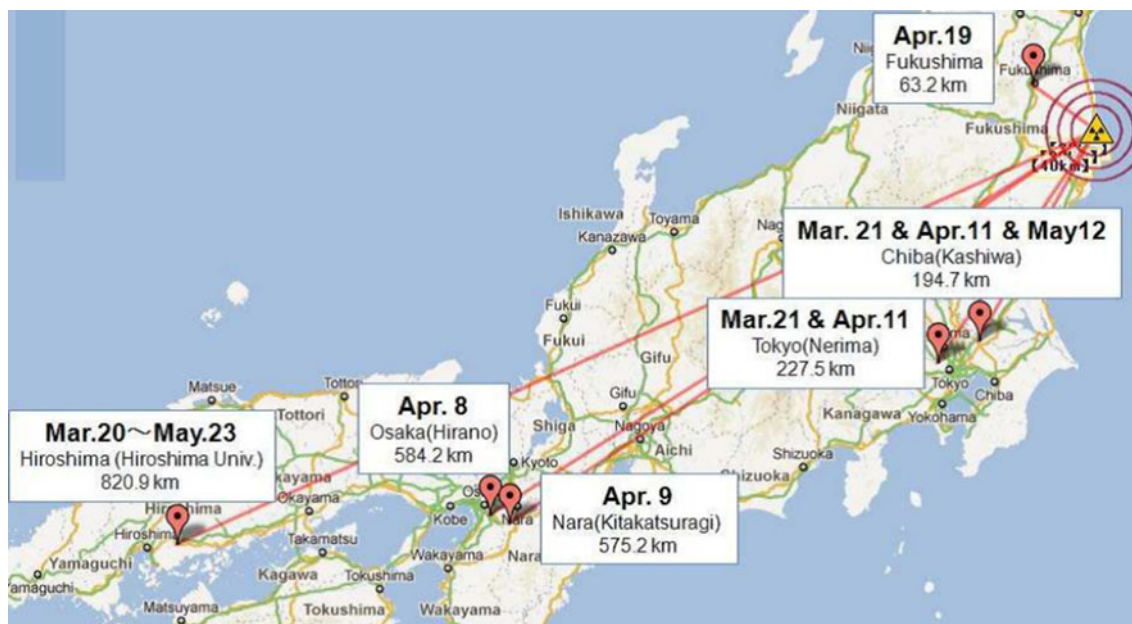 Apr.19
Fukushima
63.2 km
Niigata
Fukushima
【40km】
Mar. 21 & Apr.11 & May12
Chiba(Kashiwa)
194.7 km
Ishikawa
Toyama
Kanazawa
Mar.21 & Apr.11
Tokyo(Nerima)
227.5 km
Fukui
Fukui
Gifu
Gifu
Tokyo
Chiba
Kanagawa
Yokohama
Matsue
Tottori
Apr. 8
Osaka(Hirano)
584.2 km
Shiga
Nagoya
Aichi
Shizuoka
Kyoto
Mar.20～May.23
Hiroshima (Hiroshima Univ.)
820.9 km
Okayama
Kobe
Nara
Apr. 9
Nara(Kitakatsuragi)
575.2 km
Hiroshima
Takamatsu
Wakayama
Nara
Yamaguchi
Kagawa
Tokushima
Matsuyama
Tokushima
Wakayama